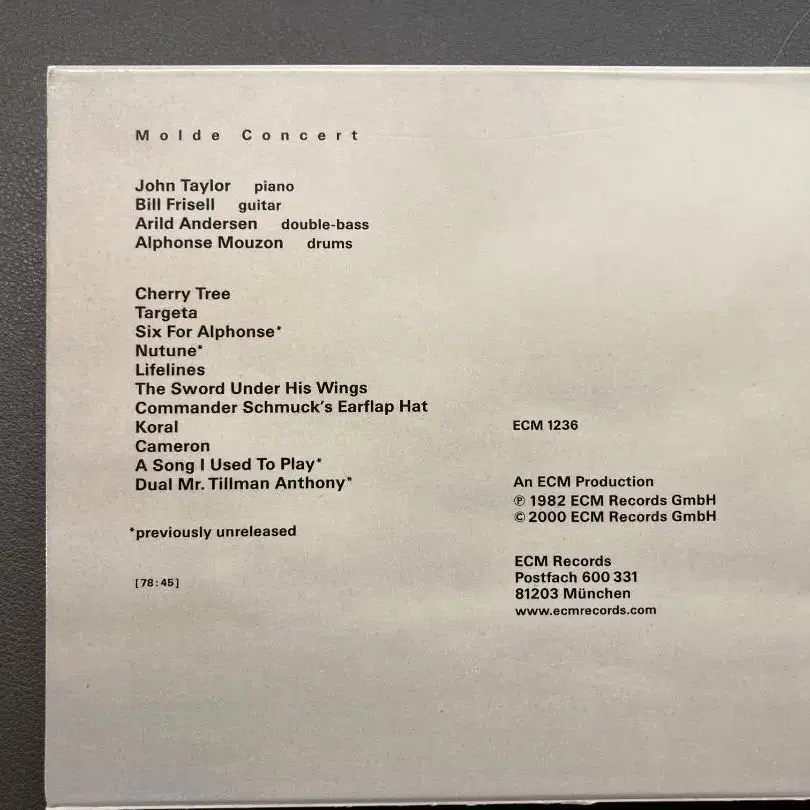 Molde Concert
John Taylor piano
Bill Frisell guitar
Arild Andersen double-bass
Alphonse Mouzon drums
Cherry Tree
Targeta
Six For Alphonse*
Nutune*
Lifelines
The Sword Under His Wings
Commander Schmuck's Earflap Hat
Koral
Cameron
A Song I Used To Play*
Dual Mr. Tillman Anthony*
*previously unreleased
[78:45]
ECM 1236
An ECM Production
℗ 1982 ECM Records GmbH
© 2000 ECM Records GmbH
ECM Records
Postfach 600 331
81203 München
www.ecmrecords.com